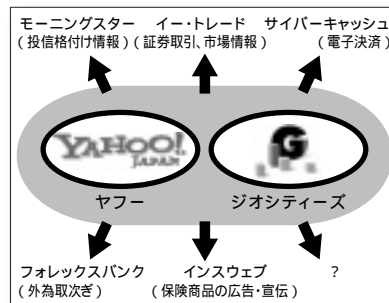 モーニングスター イー・トレード サイバーキャッシュ
(投信格付け情報) (証券取引、市場情報) (電子決済)
YAHOO! G
JAPAN
ヤフー ジオシティーズ
フォレックスバンク インスウェブ ?
(外為取次ぎ) (保険商品の広告・宣伝)